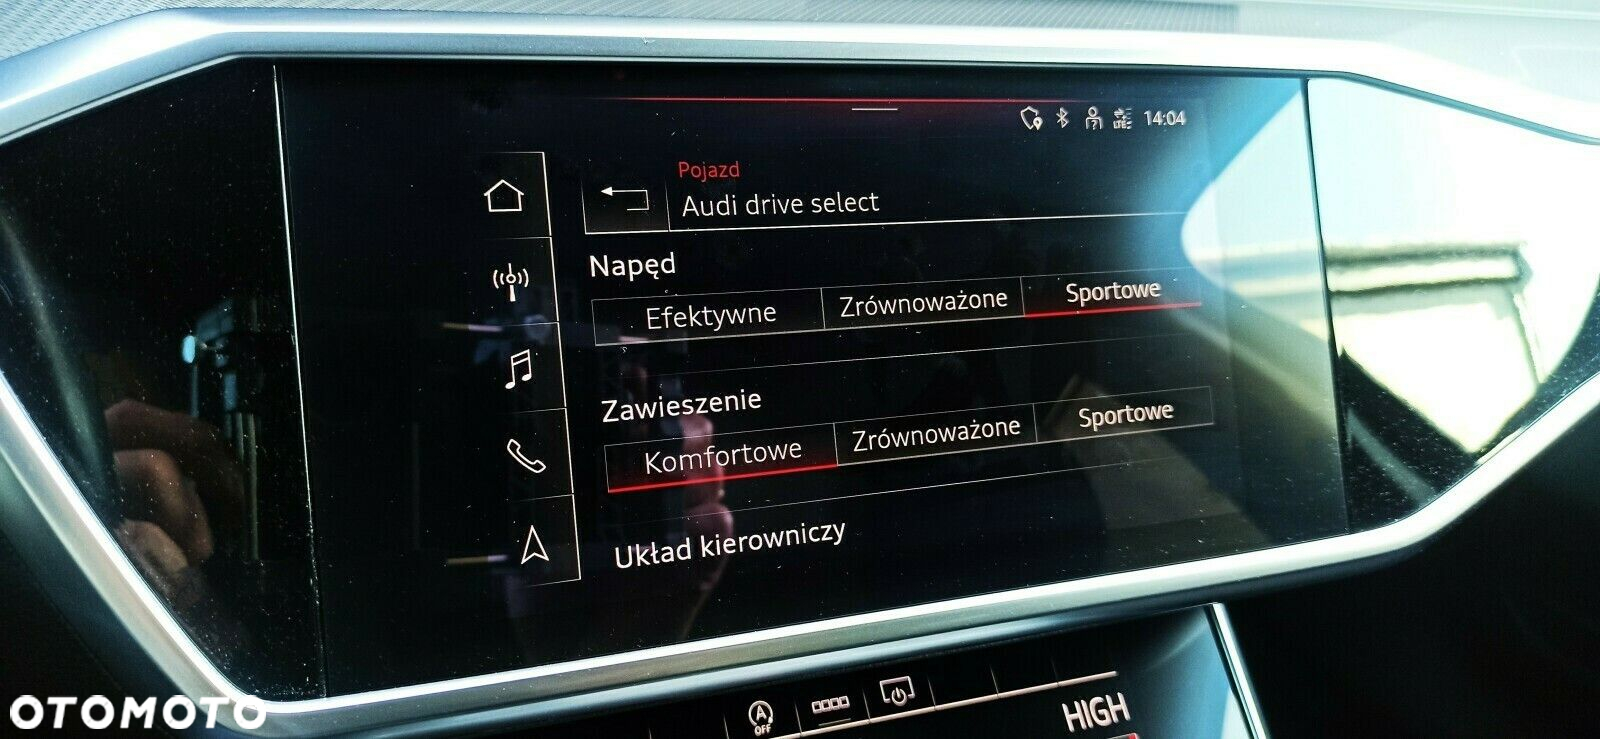 LTE 14:04
Pojazd
Audi drive select
Napęd
Efektywne Zrównoważone Sportowe
Zawieszenie
Komfortowe Zrównoważone Sportowe
Układ kierowniczy
A OFF
HIGH
OTOMOTO